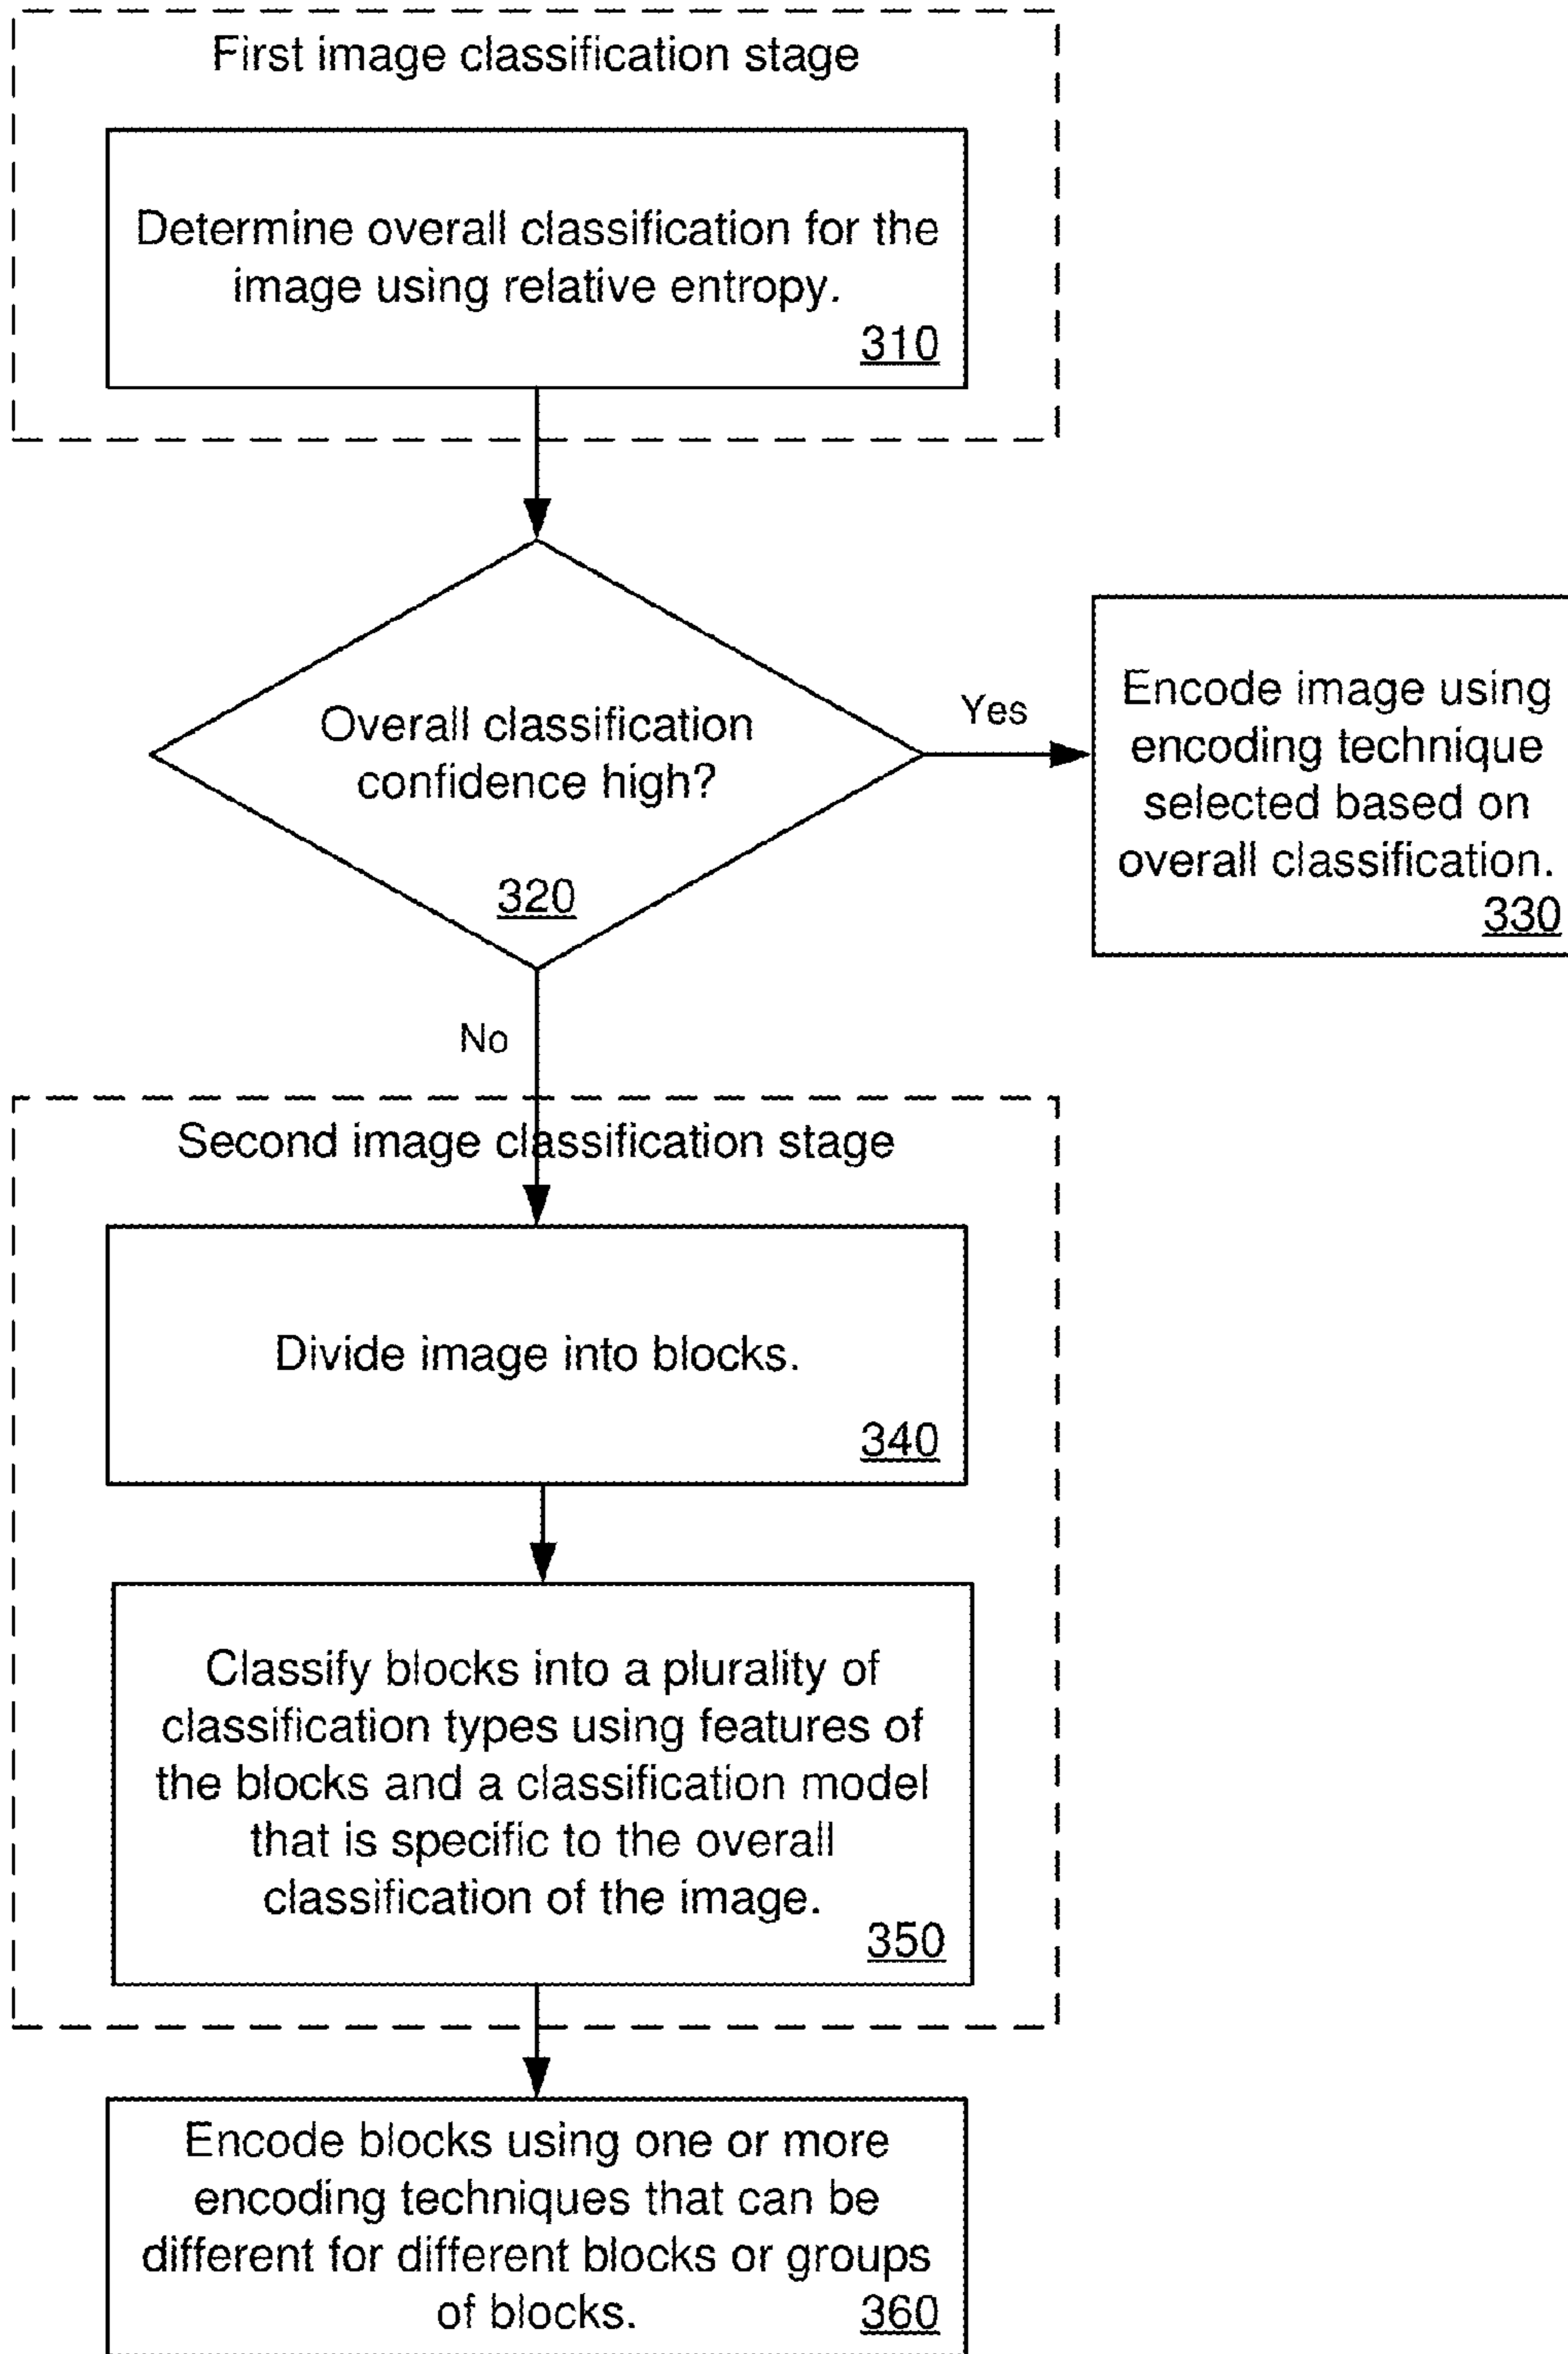 First image classification stage
Determine overall classification for the
image using relative entropy.
310
Overall classification
confidence high?
320
Yes
Encode image using
encoding technique
selected based on
overall classification.
330
No
Second image classification stage
Divide image into blocks.
340
Classify blocks into a plurality of
classification types using features of
the blocks and a classification model
that is specific to the overall
classification of the image.
350
Encode blocks using one or more
encoding techniques that can be
different for different blocks or groups
of blocks.
360